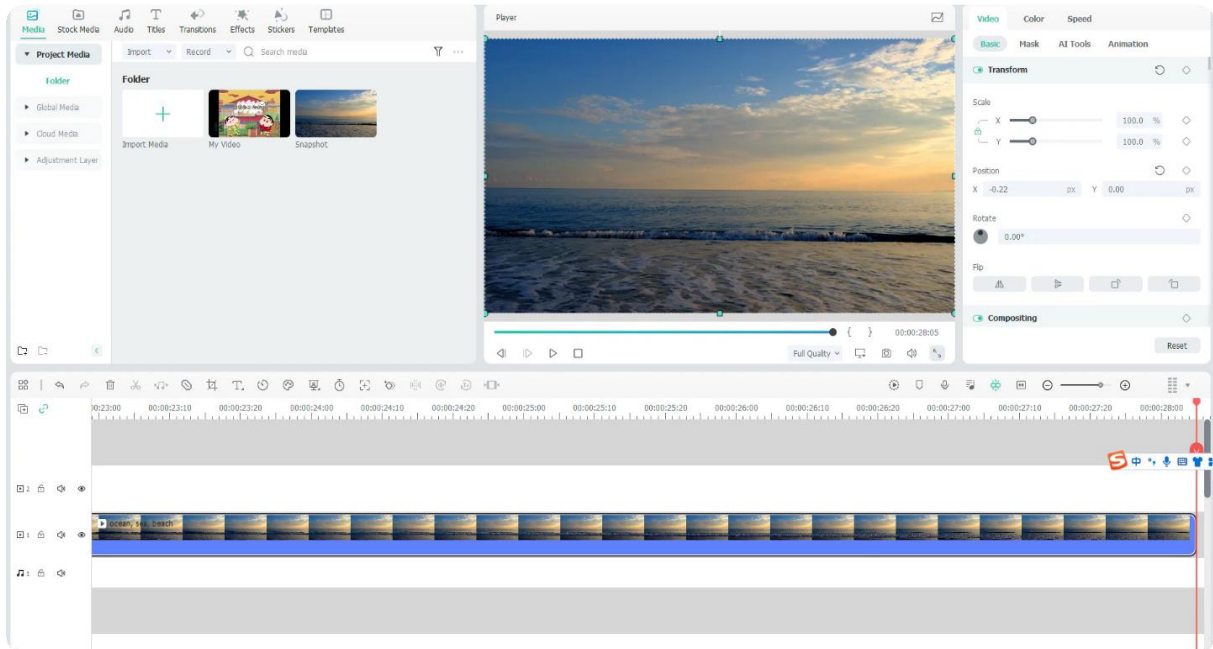 Media
Stock Media
Audio
Titles
Transitions
Effects
Stickers
Templates
Project Media
Folder
Global Media
Cloud Media
Adjustment Layer
Import
Record
Search media
Folder
Import Media
My Video
Snapshot
Player
{ } 00:00:28:05
Full Quality
Video Color Speed
Basic Mask AI Tools Animation
Transform
Scale
X 100.0 %
Y 100.0 %
Position
X -0.22 px Y 0.00 px
Rotate
0.00°
Flip
Compositing
Reset
00:23:00 00:00:23:10 00:00:23:20 00:00:24:00 00:00:24:10 00:00:24:20 00:00:25:00 00:00:25:10 00:00:25:20 00:00:26:00 00:00:26:10 00:00:26:20 00:00:27:00 00:00:27:10 00:00:27:20 00:00:28:00
S 中
2
ocean, sea, beach
1
1